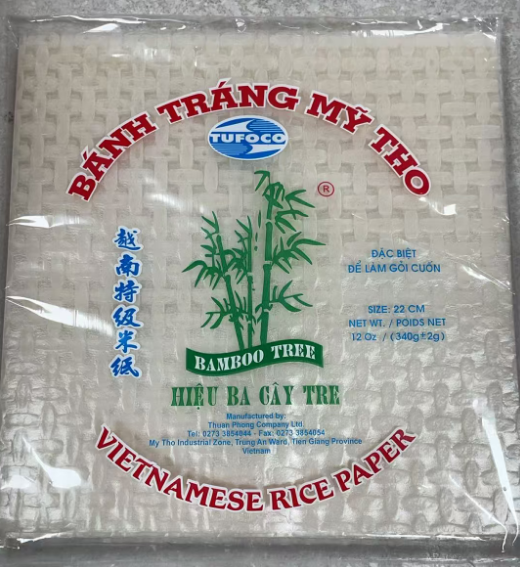 BÁNH TRÁNG MỸ THO
TUFOCO
®
越南特级米纸
ĐẶC BIỆT
ĐỂ LÀM GỎI CUỐN
SIZE: 22 CM
NET WT. / POIDS NET
12 Oz / (340g±2g)
BAMBOO TREE
HIỆU BA CÂY TRE
Manufactured by:
Thuan Phong Company Ltd.
Tel: 0273 3854044 - Fax: 0273 3854054
My Tho Industrial Zone, Trung An Ward, Tien Giang Province
Vietnam
VIETNAMESE RICE PAPER